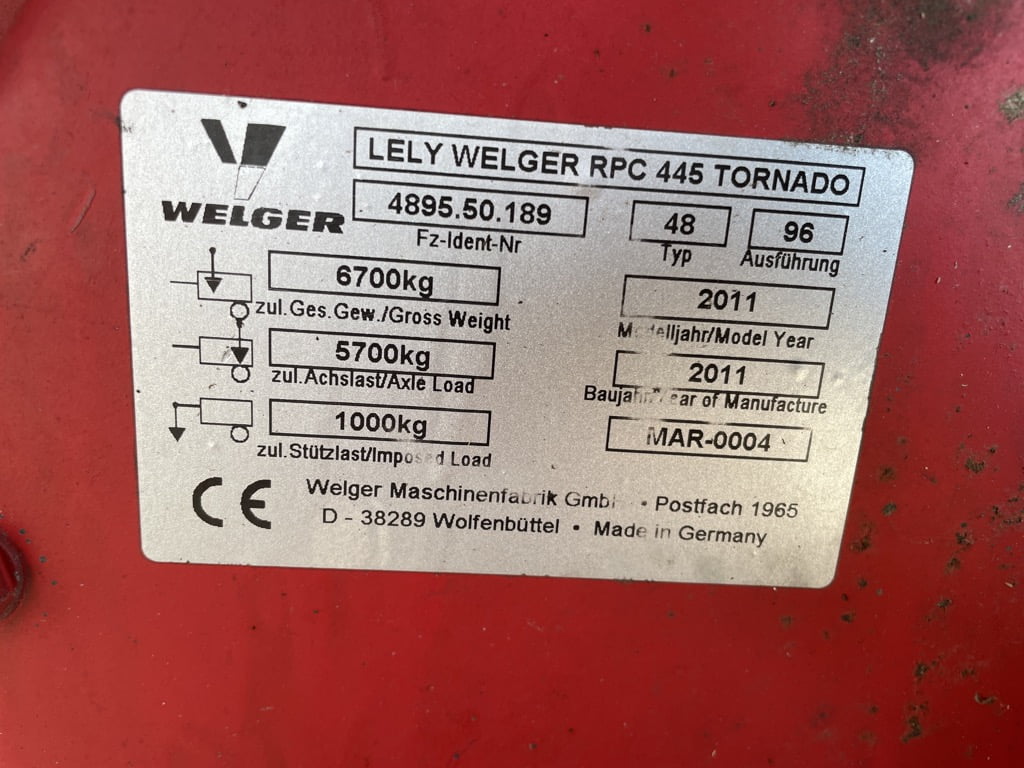 LELY WELGER RPC 445 TORNADO
WELGER
4895.50.189
Fz-Ident-Nr
48
Typ
96
Ausführung
6700kg
zul.Ges.Gew./Gross Weight
2011
Modelljahr/Model Year
5700kg
zul.Achslast/Axle Load
2011
Baujahr/Year of Manufacture
1000kg
zul.Stützlast/Imposed Load
MAR-0004
CE
Welger Maschinenfabrik GmbH • Postfach 1965
D - 38289 Wolfenbüttel • Made in Germany